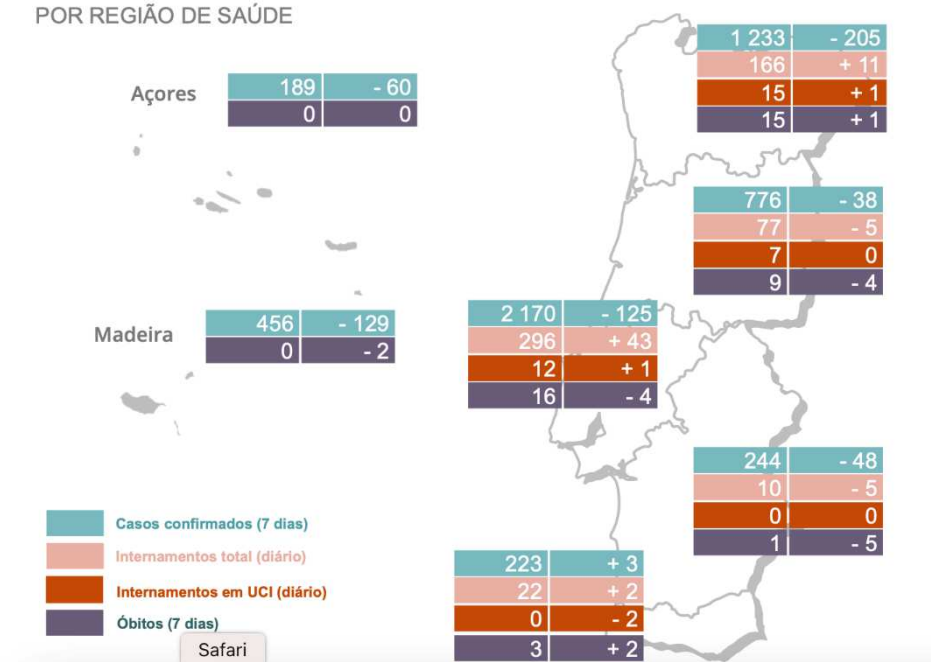 POR REGIÃO DE SAÚDE
1 233 - 205
166 + 11
15 + 1
15 + 1
Açores
189 - 60
0 0
776 - 38
77 - 5
7 0
9 - 4
Madeira
456 - 129
0 - 2
2 170 - 125
296 + 43
12 + 1
16 - 4
244 - 48
10 - 5
0 0
1 - 5
Casos confirmados (7 dias)
Internamentos total (diário)
Internamentos em UCI (diário)
Óbitos (7 dias)
223 + 3
22 + 2
0 - 2
3 + 2
Safari